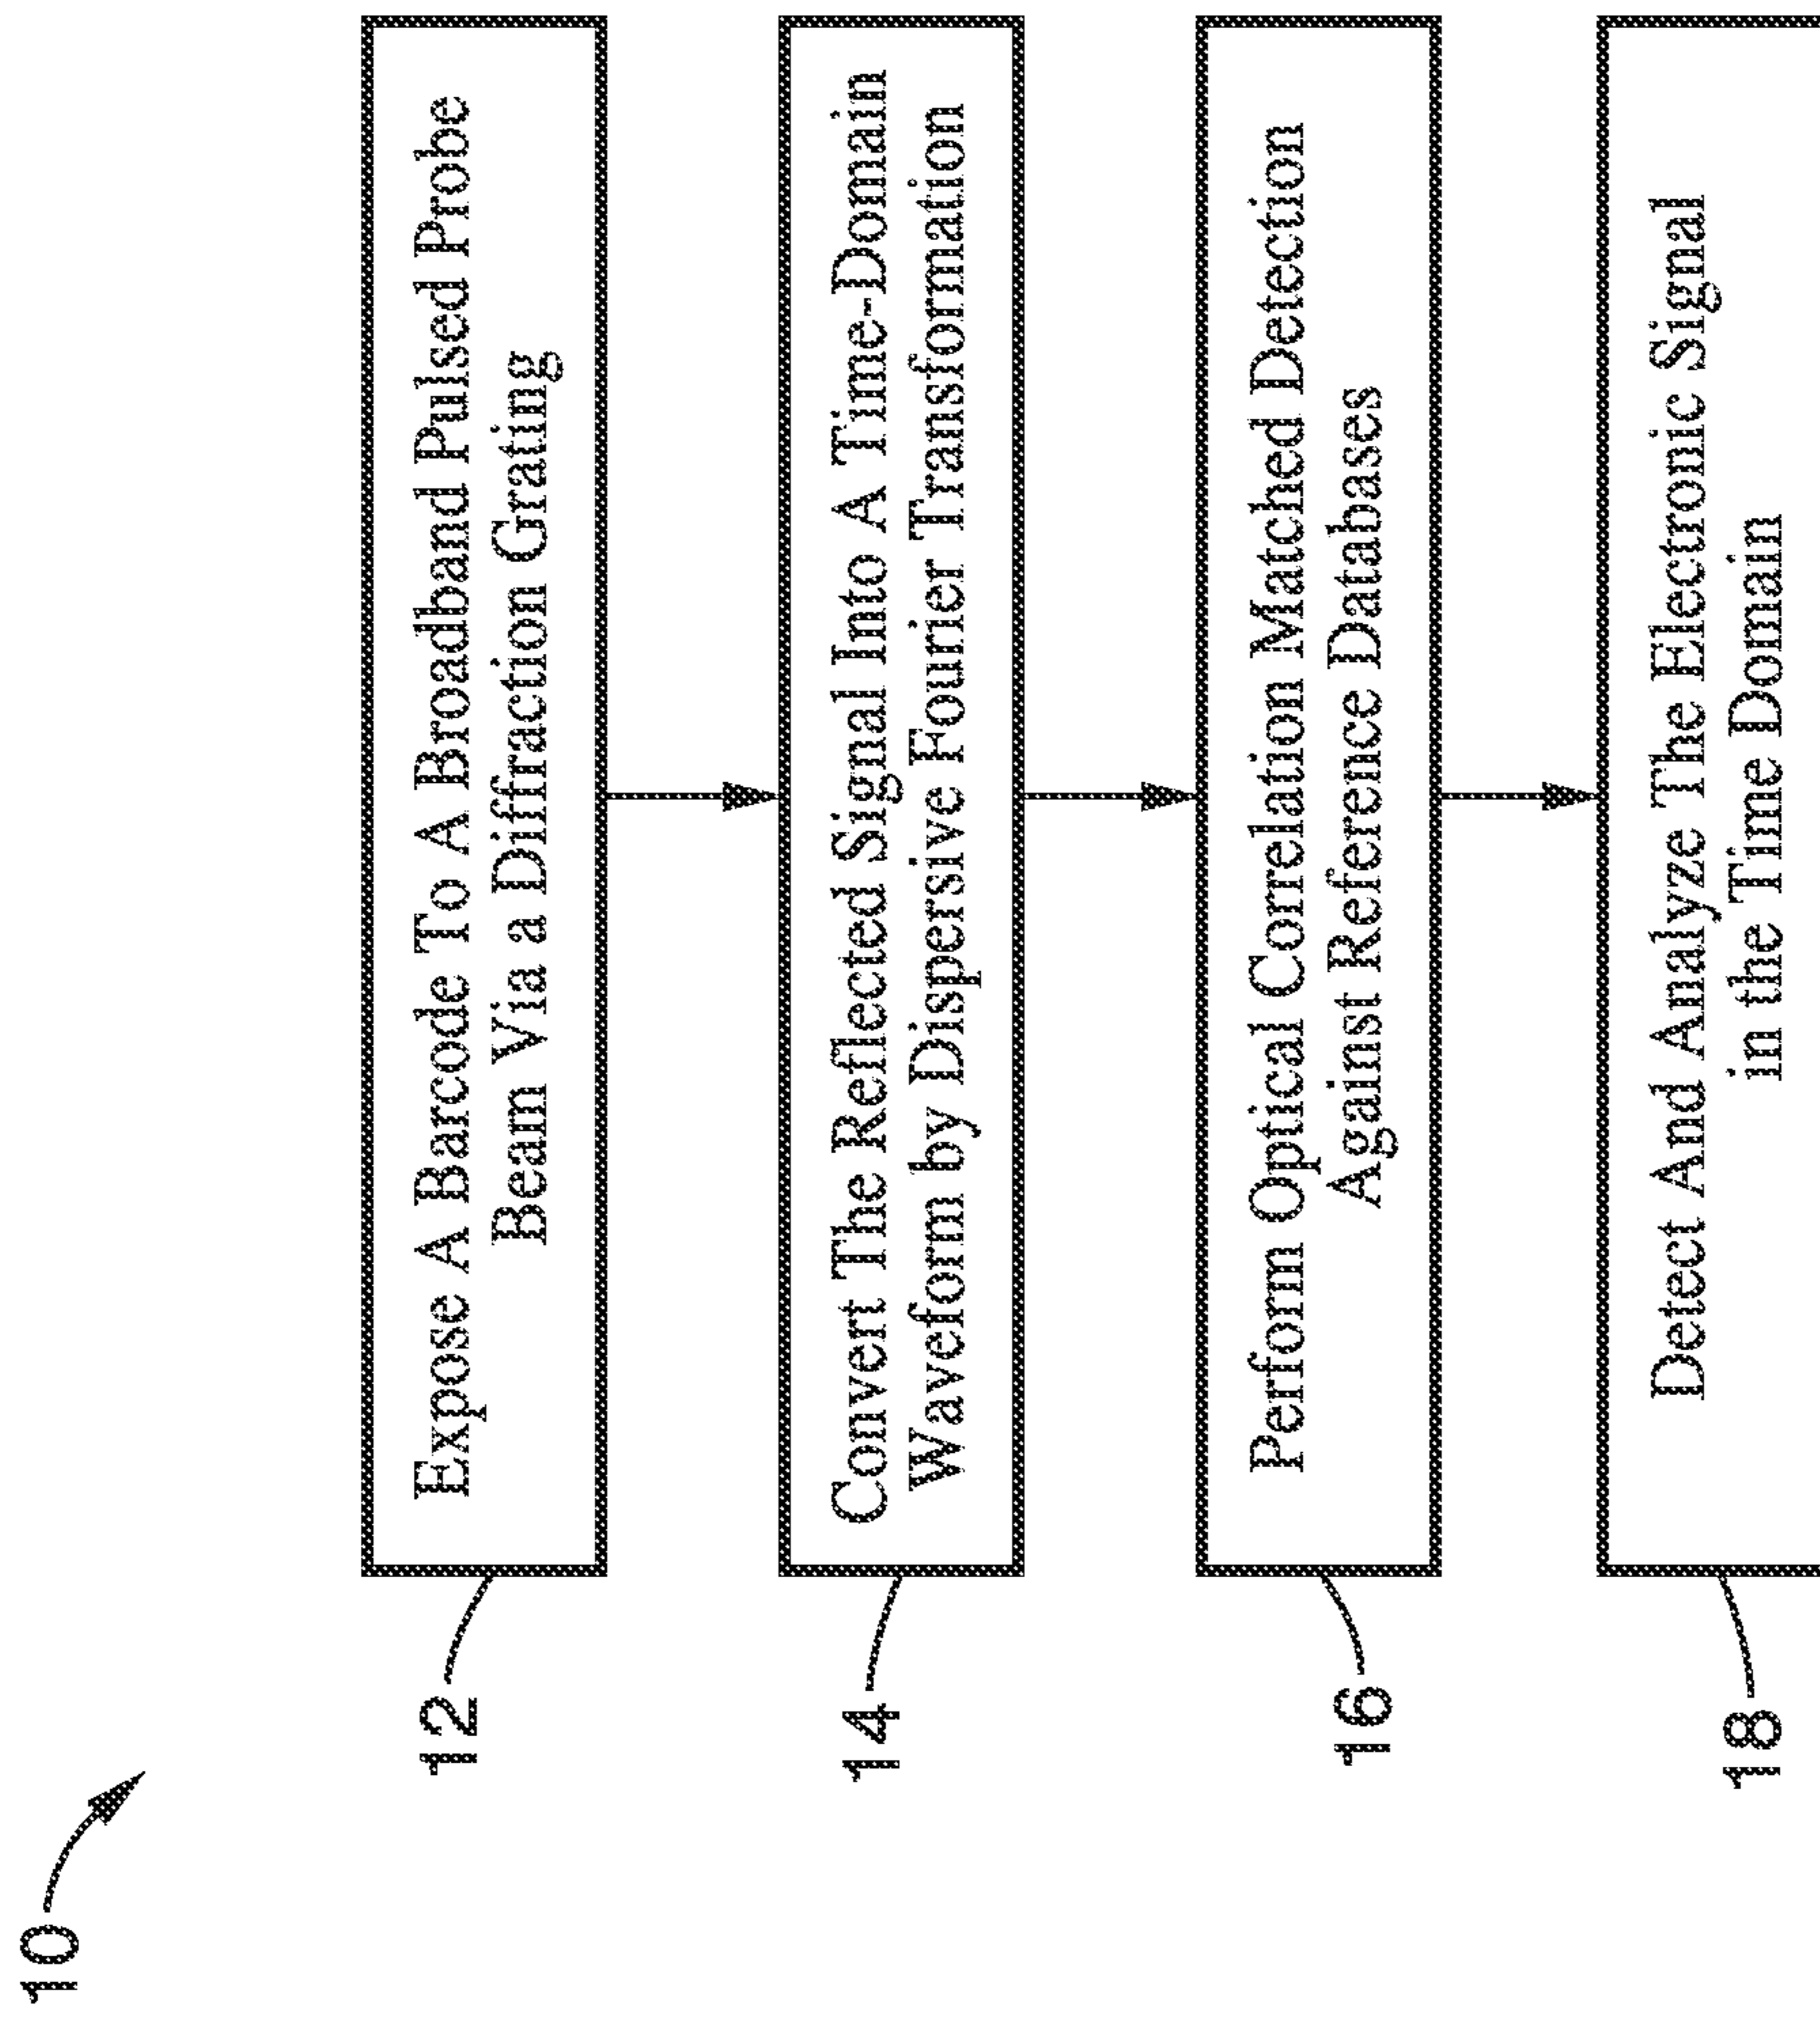 10
12
Expose A Barcode To A Broadband Pulsed Probe
Beam Via a Diffraction Grating
14
Convert The Reflected Signal Into A Time-Domain
Waveform by Dispersive Fourier Transformation
16
Perform Optical Correlation Matched Detection
Against Reference Databases
18
Detect And Analyze The Electronic Signal
in the Time Domain